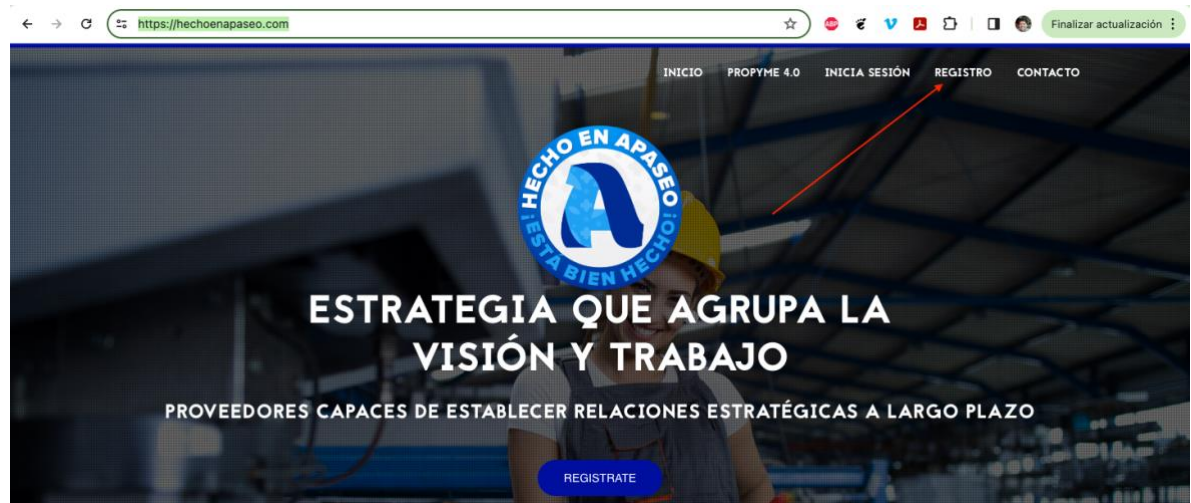 https://hechoenapaseo.com
ABP
Finalizar actualización
INICIO PROPYME 4.0 INICIA SESIÓN REGISTRO CONTACTO
HECHO EN APASEO
A
¡ESTÁ BIEN HECHO!
ESTRATEGIA QUE AGRUPA LA
VISIÓN Y TRABAJO
PROVEEDORES CAPACES DE ESTABLECER RELACIONES ESTRATÉGICAS A LARGO PLAZO
REGISTRATE